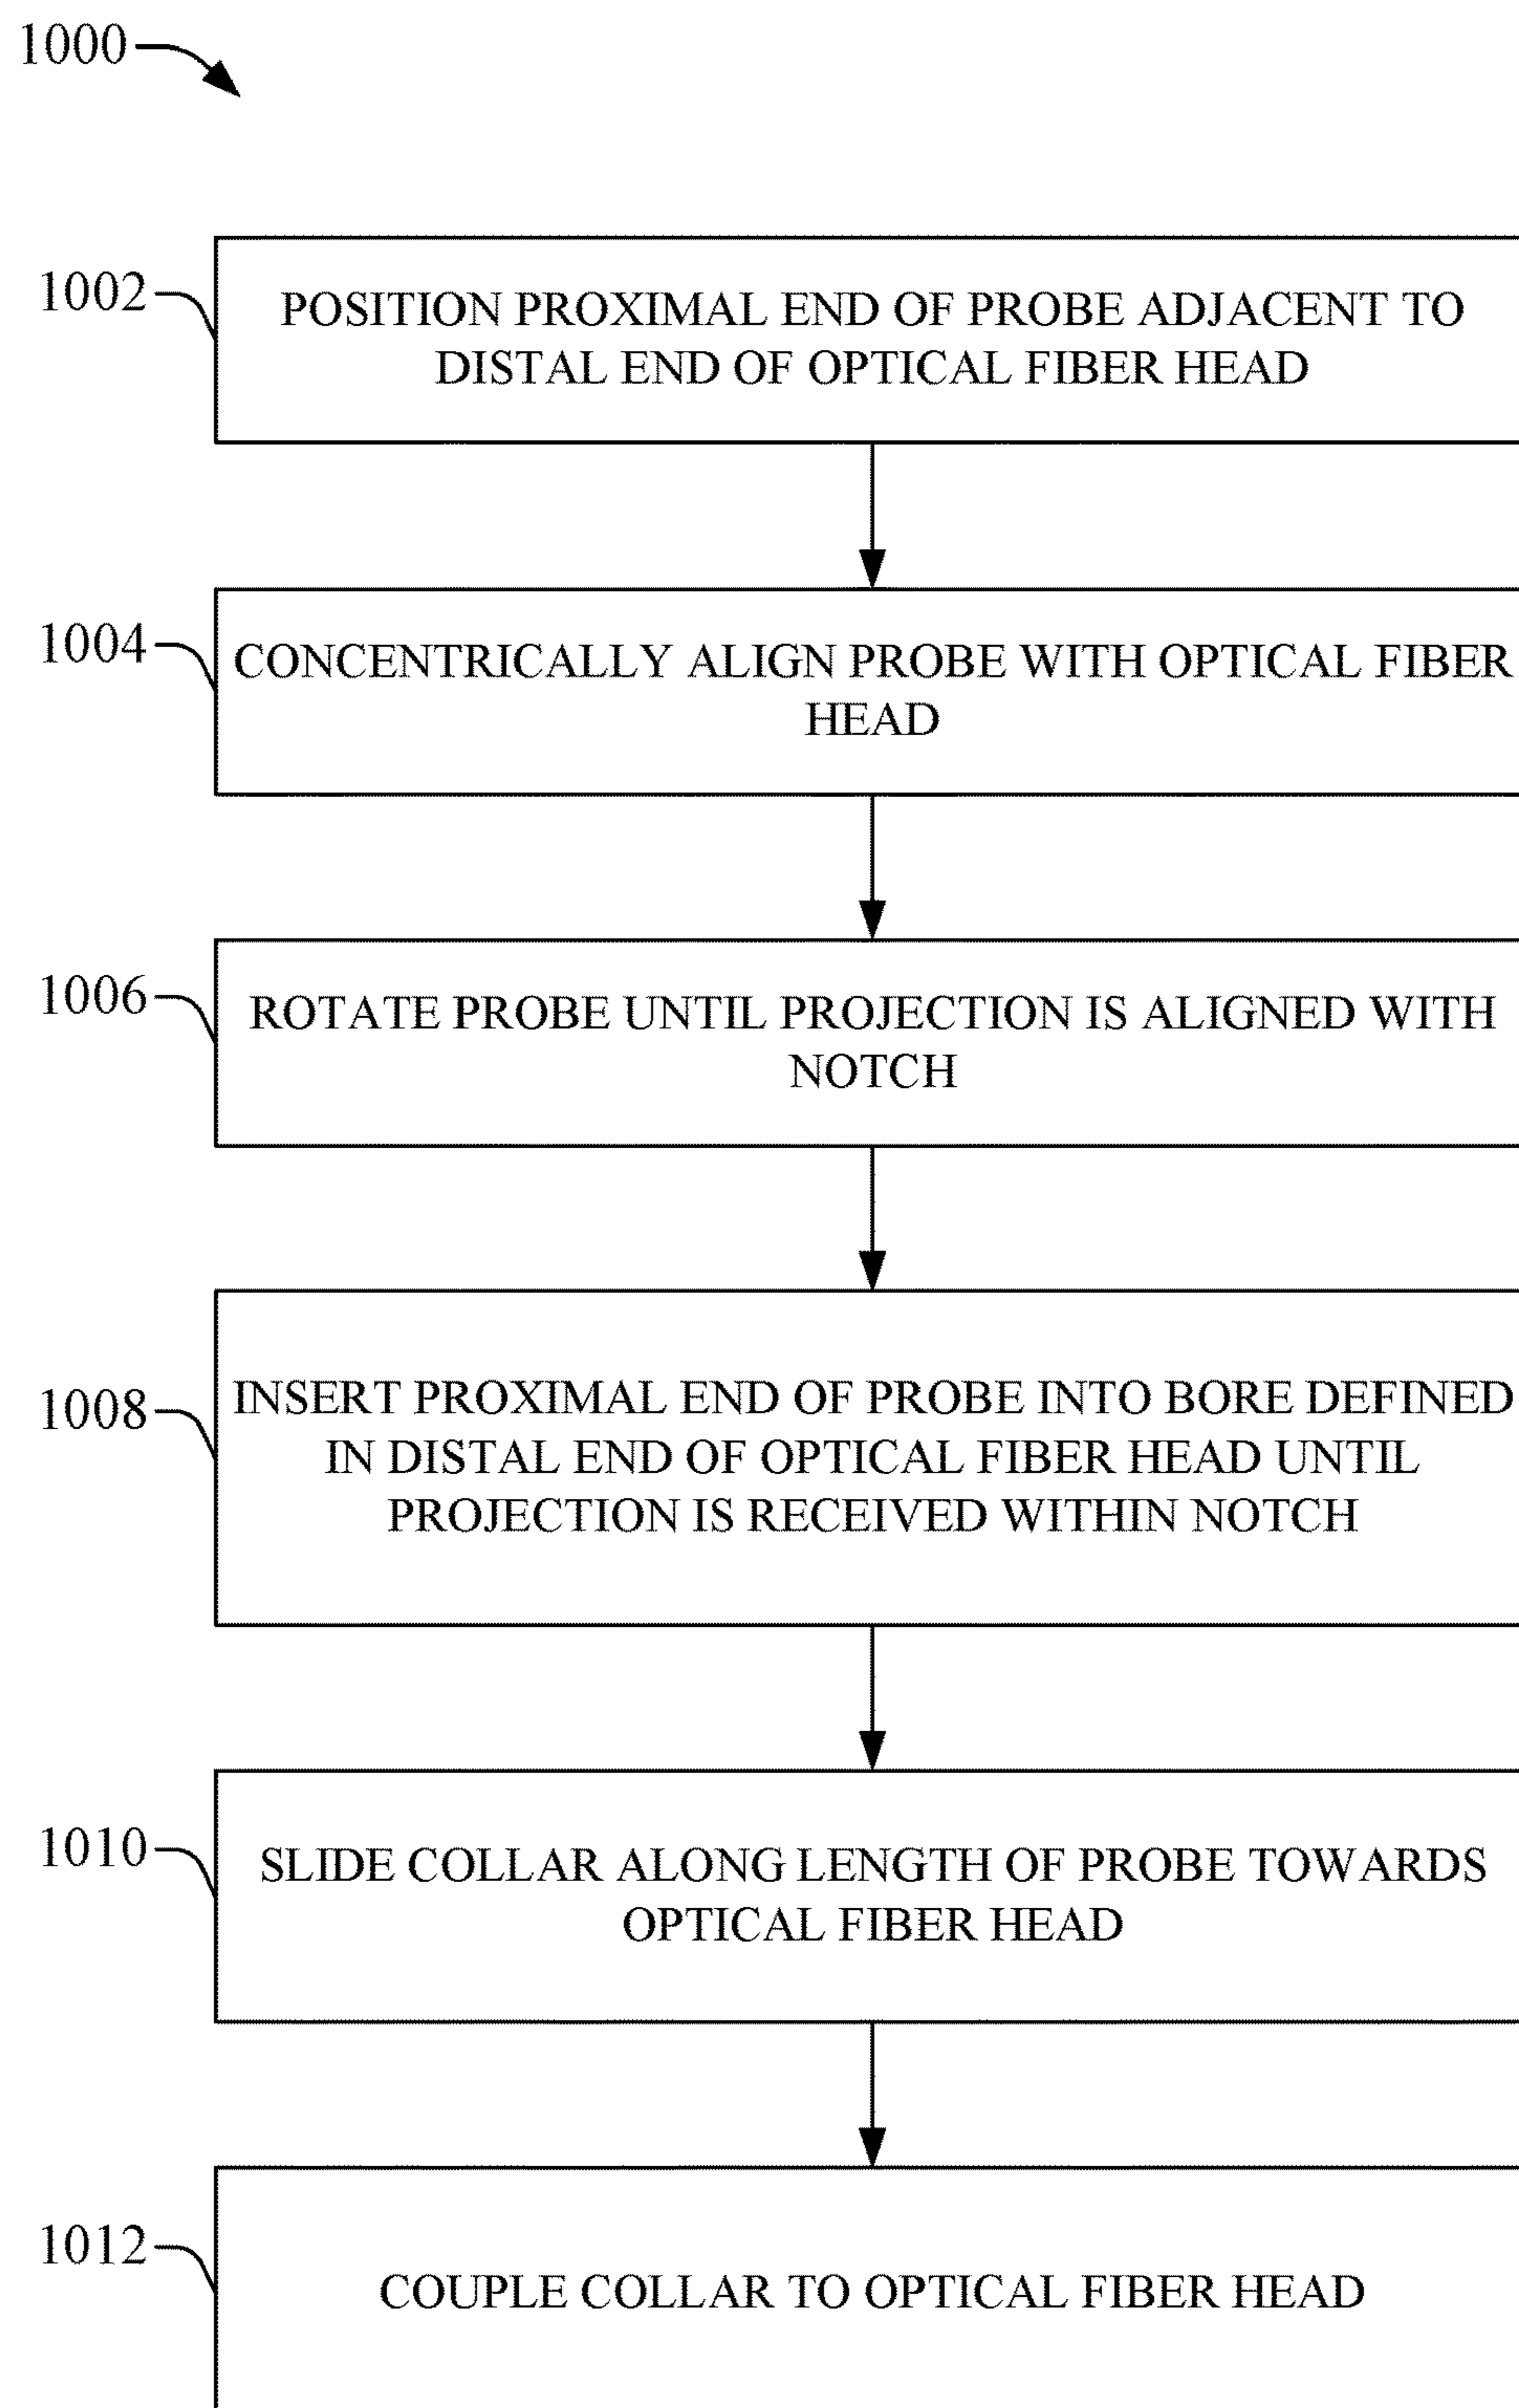 1000
1002
POSITION PROXIMAL END OF PROBE ADJACENT TO
DISTAL END OF OPTICAL FIBER HEAD
1004
CONCENTRICALLY ALIGN PROBE WITH OPTICAL FIBER
HEAD
1006
ROTATE PROBE UNTIL PROJECTION IS ALIGNED WITH
NOTCH
1008
INSERT PROXIMAL END OF PROBE INTO BORE DEFINED
IN DISTAL END OF OPTICAL FIBER HEAD UNTIL
PROJECTION IS RECEIVED WITHIN NOTCH
1010
SLIDE COLLAR ALONG LENGTH OF PROBE TOWARDS
OPTICAL FIBER HEAD
1012
COUPLE COLLAR TO OPTICAL FIBER HEAD